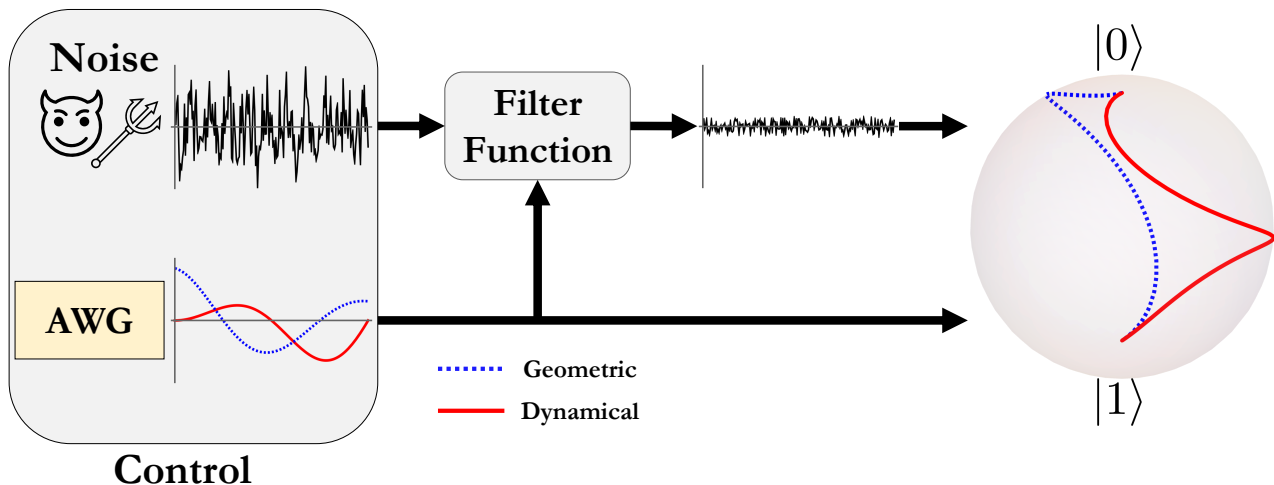 Noise
Filter
Function
|0⟩
AWG
Geometric
Dynamical
|1⟩
Control